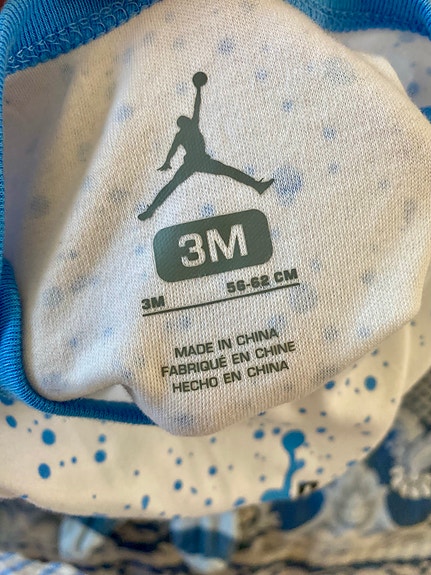 3M
3M 56-62 CM
MADE IN CHINA
FABRIQUÉ EN CHINE
HECHO EN CHINA